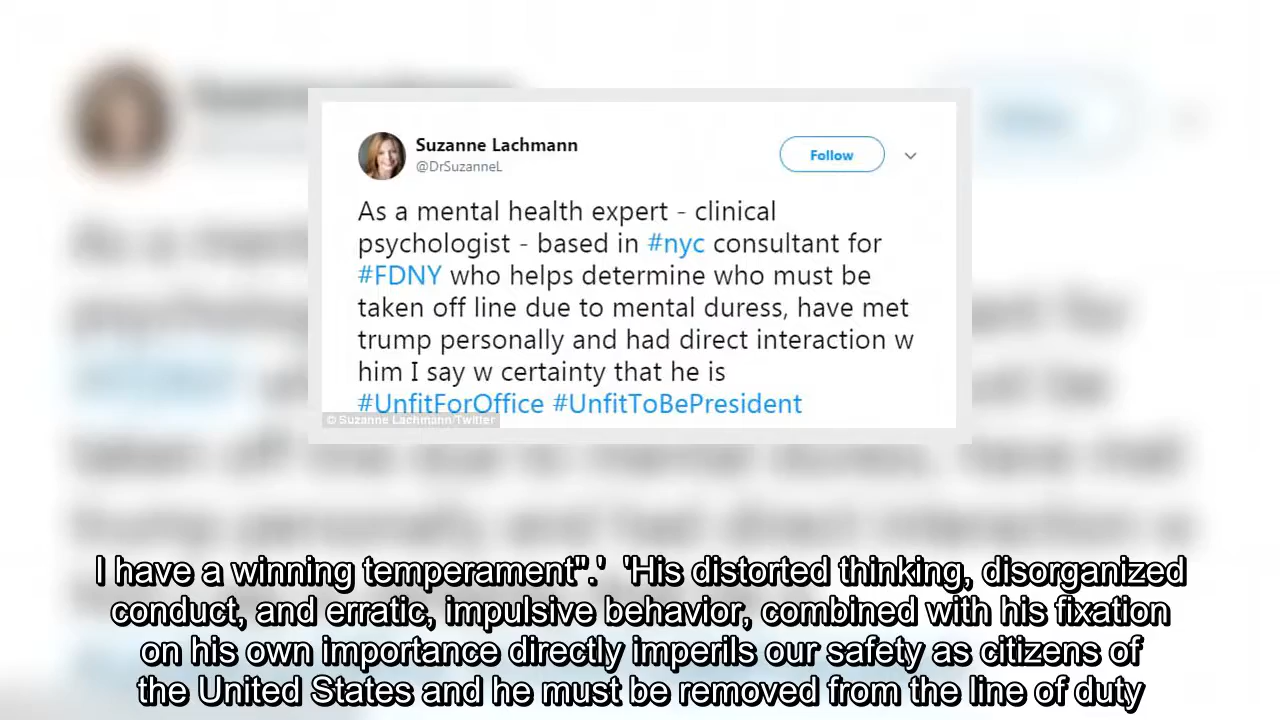 Suzanne Lachmann
@DrSuzanneL
Follow
As a mental health expert - clinical
psychologist - based in #nyc consultant for
#FDNY who helps determine who must be
taken off line due to mental duress, have met
trump personally and had direct interaction w
him I say w certainty that he is
#UnfitForOffice #UnfitToBePresident
© Suzanne Lachmann/Twitter
I have a winning temperament".' 'His distorted thinking, disorganized
conduct, and erratic, impulsive behavior, combined with his fixation
on his own importance directly imperils our safety as citizens of
the United States and he must be removed from the line of duty